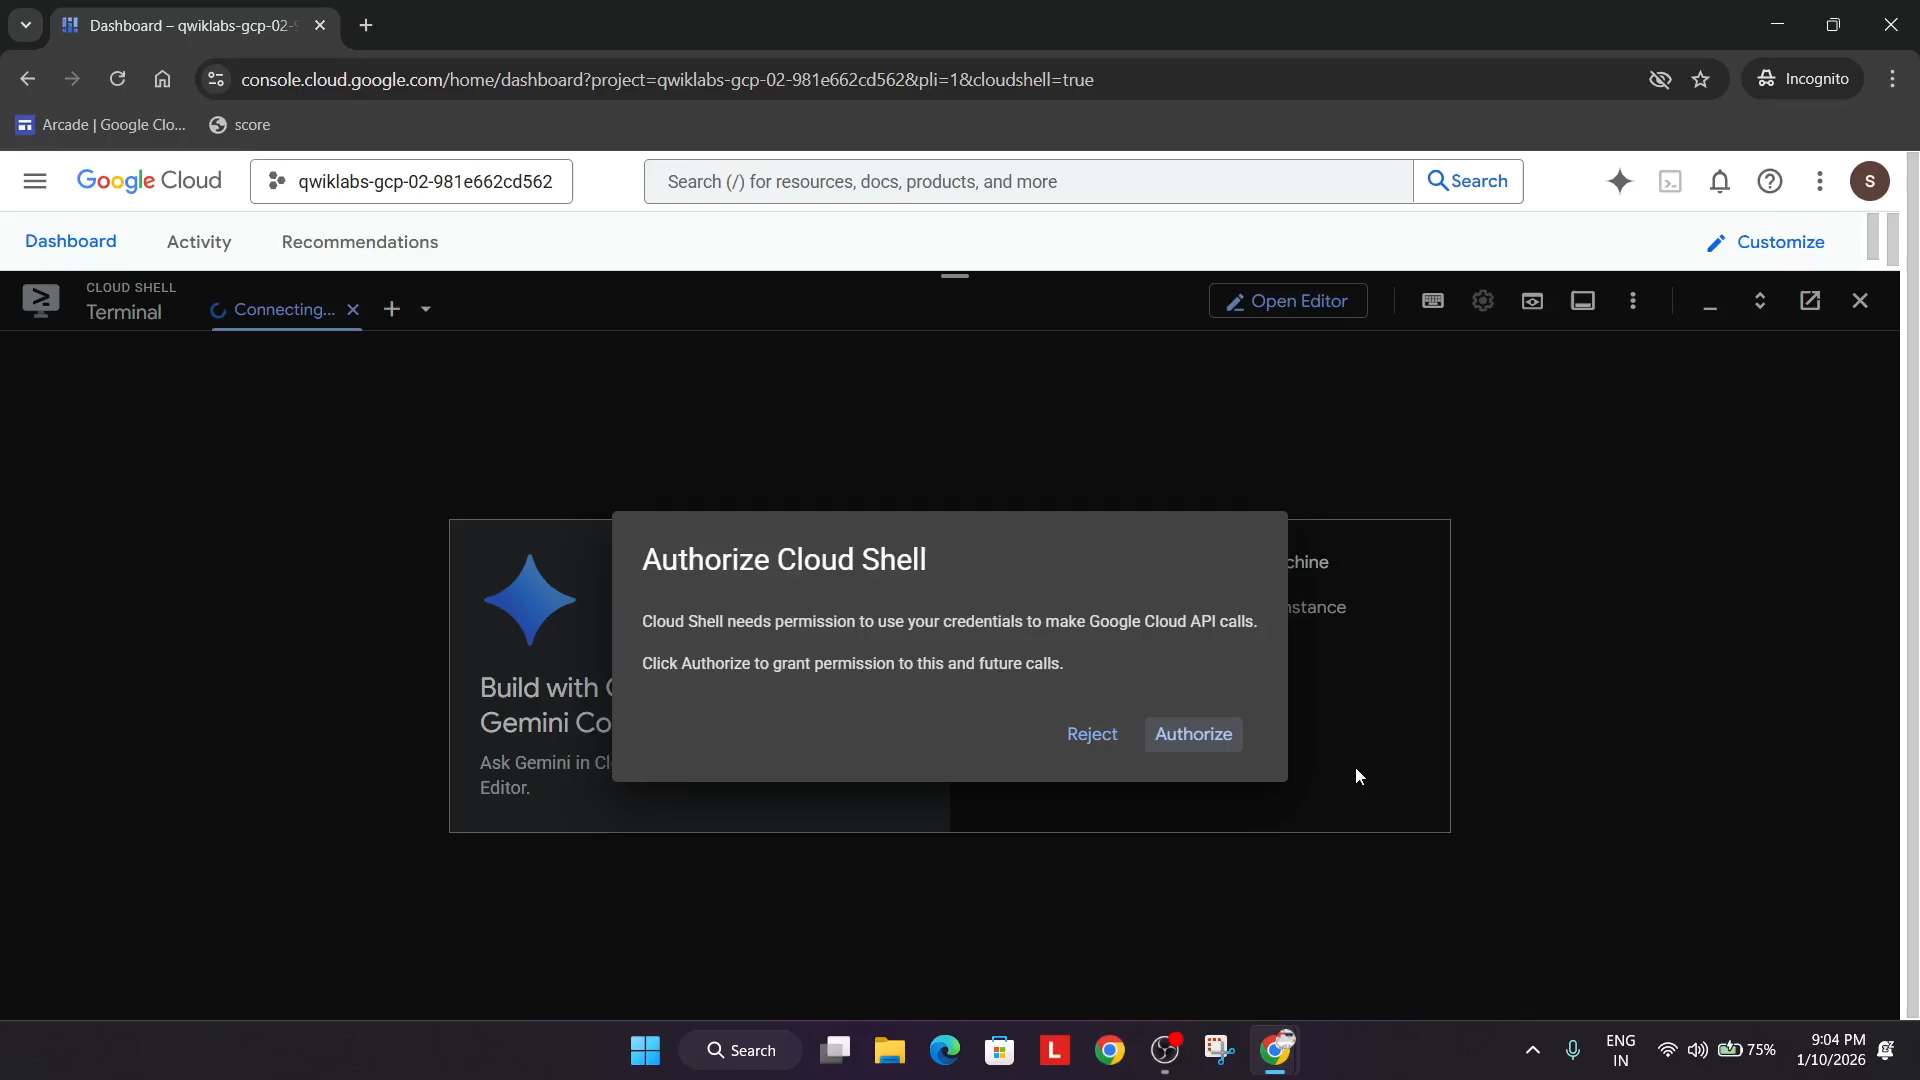 Dashboard – qwiklabs-gcp-02-
console.cloud.google.com/home/dashboard?project=qwiklabs-gcp-02-981e662cd562&pli=1&cloudshell=true
Incognito
Arcade | Google Clo...
score
Google Cloud
qwiklabs-gcp-02-981e662cd562
Search (/) for resources, docs, products, and more
Search
S
Dashboard
Activity
Recommendations
Customize
CLOUD SHELL
Terminal
Connecting...
Open Editor
Authorize Cloud Shell
Cloud Shell needs permission to use your credentials to make Google Cloud API calls.
Click Authorize to grant permission to this and future calls.
Reject
Authorize
chine
nstance
Build with
Gemini Co
Ask Gemini in Cl
Editor.
Search
L
ENG
IN
75%
9:04 PM
1/10/2026